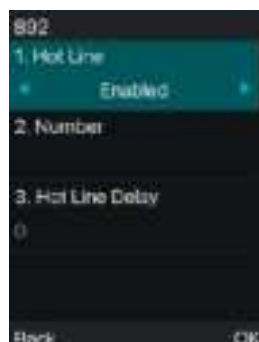 892
1. Hot Line
Enabled
2. Number
3. Hot Line Delay
0
Back OK